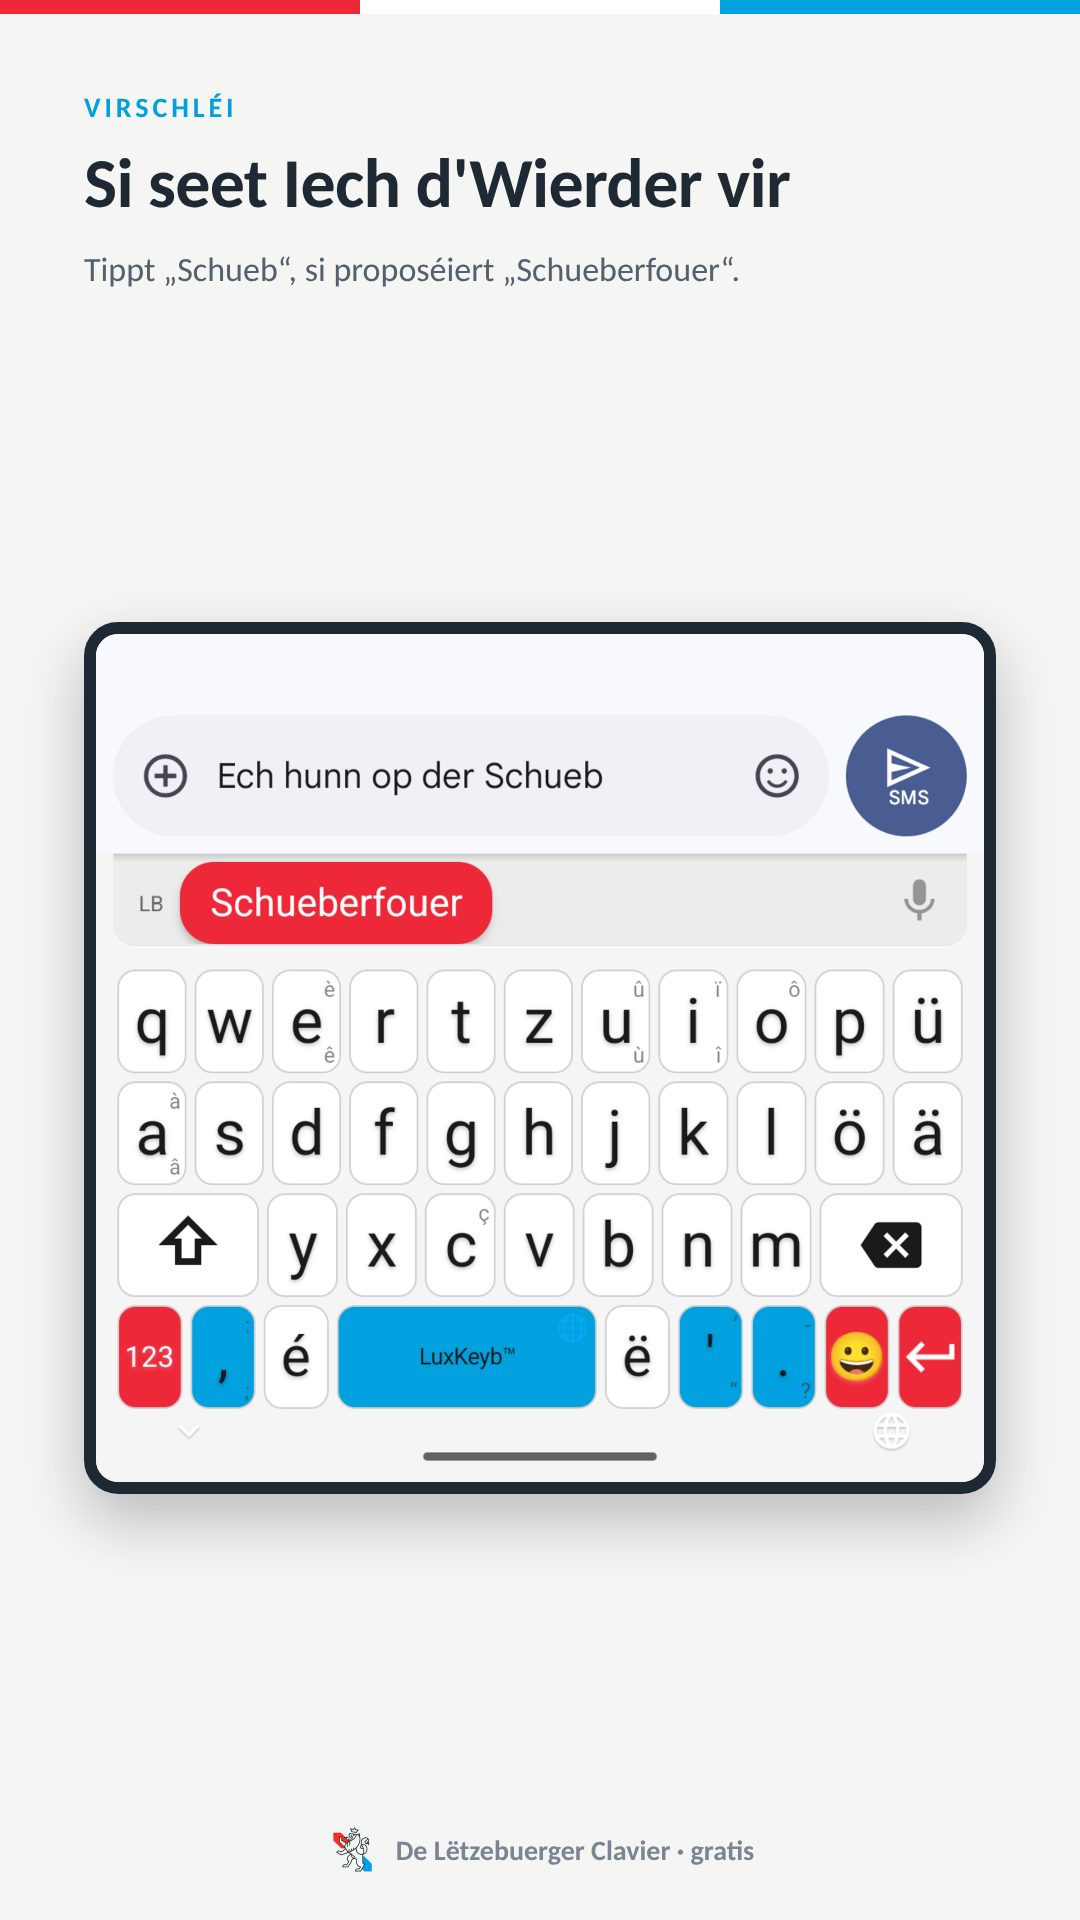 VIRSCHLÉI
Si seet Iech d'Wierder vir
Tippt „Schueb“, si proposéiert „Schueberfouer“.
Ech hunn op der Schueb
SMS
LB Schueberfouer
q w e è ê r t z u û ù i ï î o ô p ü
a à â s d f g h j k l ö ä
y x c ç v b n m
123 , : ; é LuxKeyb™ ë ' . - ?
De Lëtzebuerger Clavier · gratis